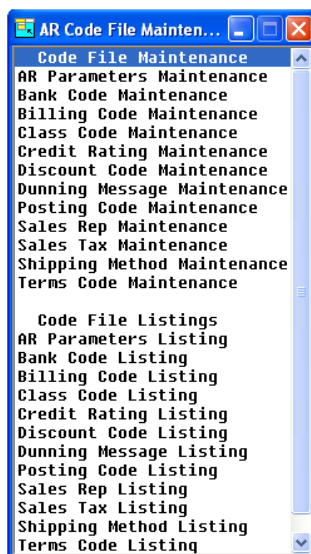 AR Code File Mainten...
Code File Maintenance
AR Parameters Maintenance
Bank Code Maintenance
Billing Code Maintenance
Class Code Maintenance
Credit Rating Maintenance
Discount Code Maintenance
Dunning Message Maintenance
Posting Code Maintenance
Sales Rep Maintenance
Sales Tax Maintenance
Shipping Method Maintenance
Terms Code Maintenance
Code File Listings
AR Parameters Listing
Bank Code Listing
Billing Code Listing
Class Code Listing
Credit Rating Listing
Discount Code Listing
Dunning Message Listing
Posting Code Listing
Sales Rep Listing
Sales Tax Listing
Shipping Method Listing
Terms Code Listing